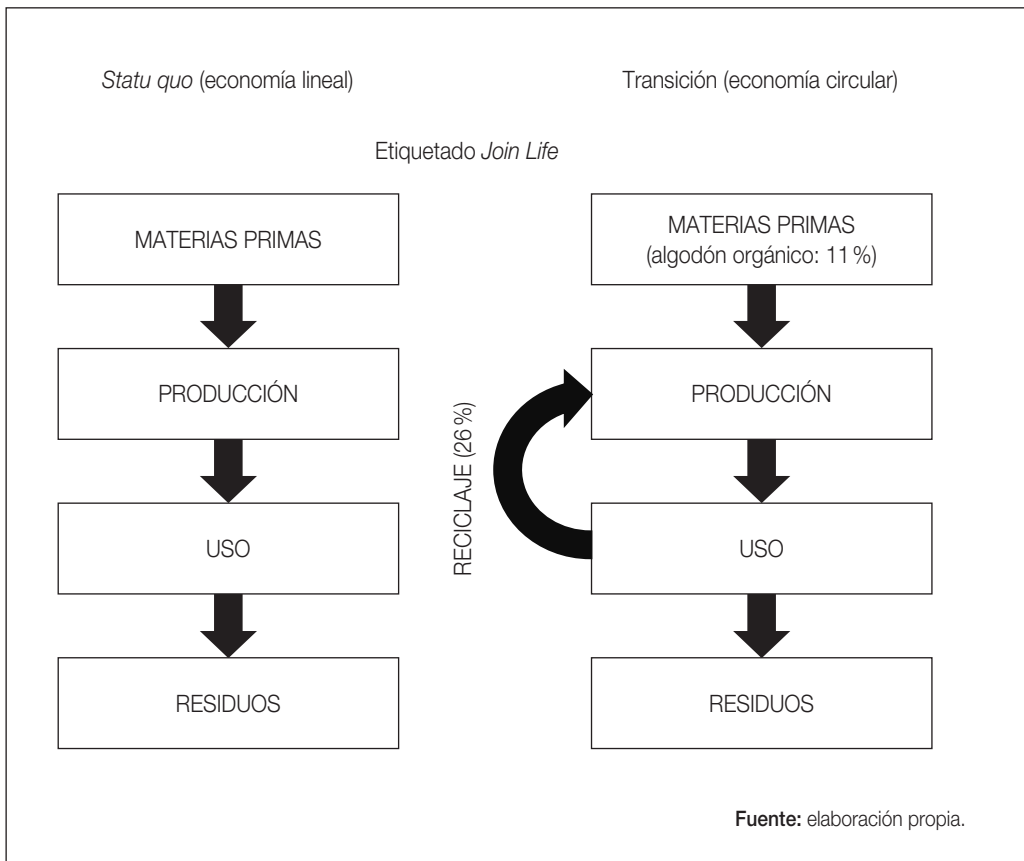 Statu quo (economía lineal)
Transición (economía circular)
Etiquetado Join Life
MATERIAS PRIMAS
PRODUCCIÓN
USO
RESIDUOS
MATERIAS PRIMAS
(algodón orgánico: 11 %)
PRODUCCIÓN
RECICLAJE (26 %)
USO
RESIDUOS
Fuente: elaboración propia.